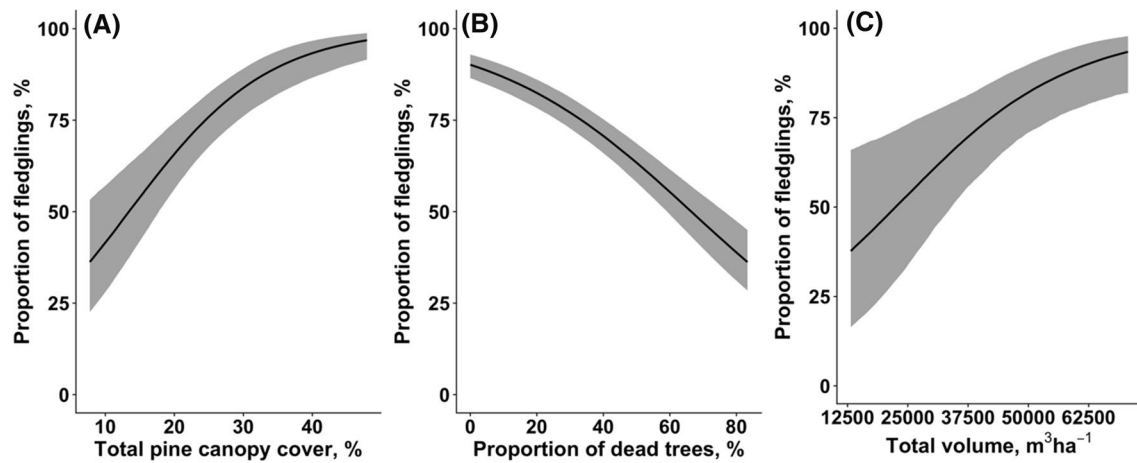 (A)
Proportion of fledglings, %
100
75
50
25
0
10 20 30 40
Total pine canopy cover, %
(B)
Proportion of fledglings, %
100
75
50
25
0
0 20 40 60 80
Proportion of dead trees, %
(C)
Proportion of fledglings, %
100
75
50
25
0
12500 25000 37500 50000 62500
Total volume, m³ha⁻¹